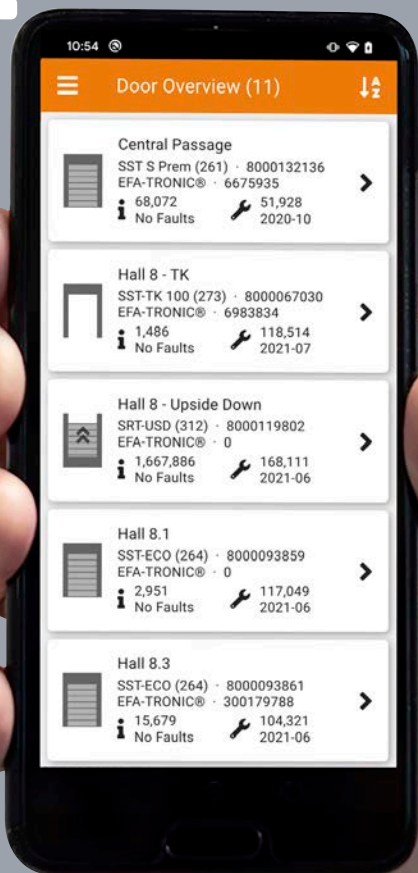 10:54
Door Overview (11)
Central Passage
SST S Prem (261) · 8000132136
EFA-TRONIC® · 6675935
68,072
No Faults
51,928
2020-10
Hall 8 - TK
SST-TK 100 (273) · 8000067030
EFA-TRONIC® · 6983834
1,486
No Faults
118,514
2021-07
Hall 8 - Upside Down
SRT-USD (312) · 8000119802
EFA-TRONIC® · 0
1,667,886
No Faults
168,111
2021-06
Hall 8.1
SST-ECO (264) · 8000093859
EFA-TRONIC® · 0
2,951
No Faults
117,049
2021-06
Hall 8.3
SST-ECO (264) · 8000093861
EFA-TRONIC® · 300179788
15,679
No Faults
104,321
2021-06